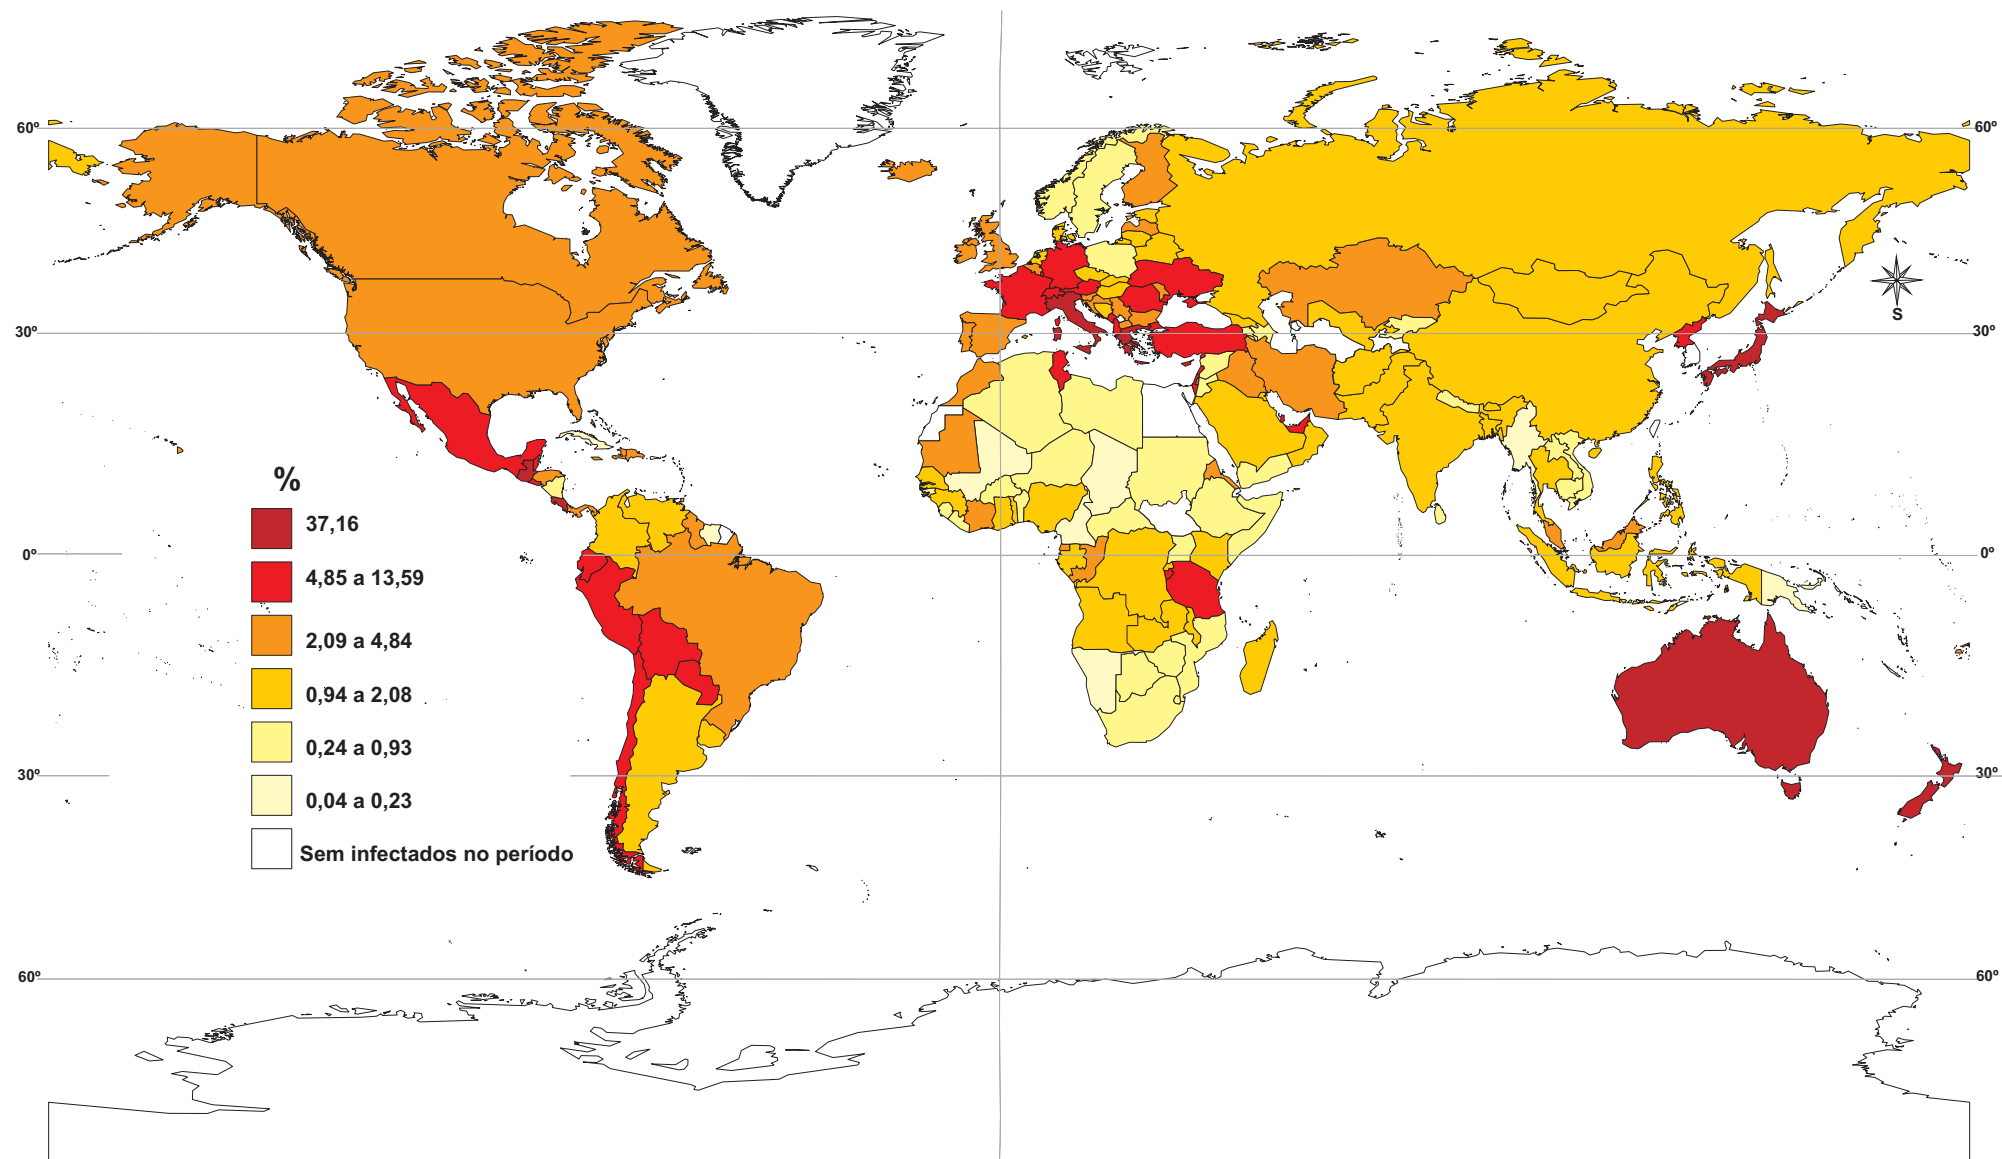 60º
60º
S
30º
30º
%
37,16
4,85 a 13,59
0º
0º
2,09 a 4,84
0,94 a 2,08
0,24 a 0,93
30º
30º
0,04 a 0,23
Sem infectados no período
60º
60º